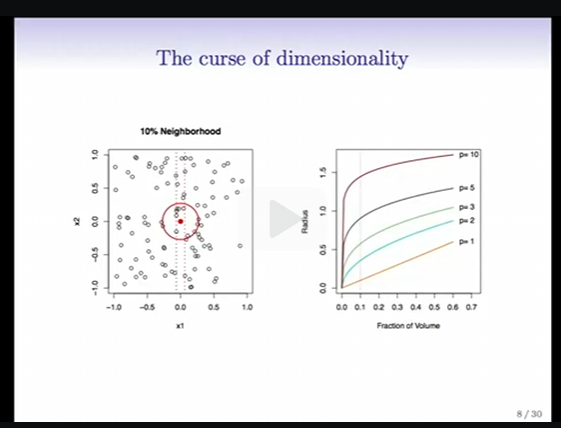 The curse of dimensionality
10% Neighborhood
x2
1.0
0.5
0.0
−0.5
−1.0
−1.0 −0.5 0.0 0.5 1.0
x1
Radius
1.5
1.0
0.5
0.0
p= 10
p= 5
p= 3
p= 2
p= 1
0.0 0.1 0.2 0.3 0.4 0.5 0.6 0.7
Fraction of Volume
8 / 30